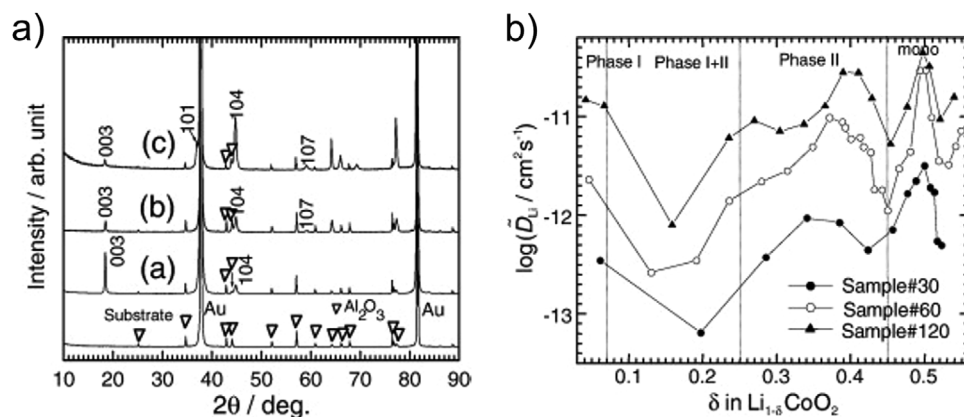 a)
Intensity / arb. unit
(c)
003
101
104
107
(b)
003
104
107
(a)
003
104
Substrate
Au
▽Al₂O₃
Au
10 20 30 40 50 60 70 80 90
2θ / deg.
b)
log(D̃Li / cm² s⁻¹)
Phase I
Phase I+II
Phase II
mono
-11
-12
-13
Sample#30
Sample#60
Sample#120
0.1 0.2 0.3 0.4 0.5
δ in Li₁₋δCoO₂